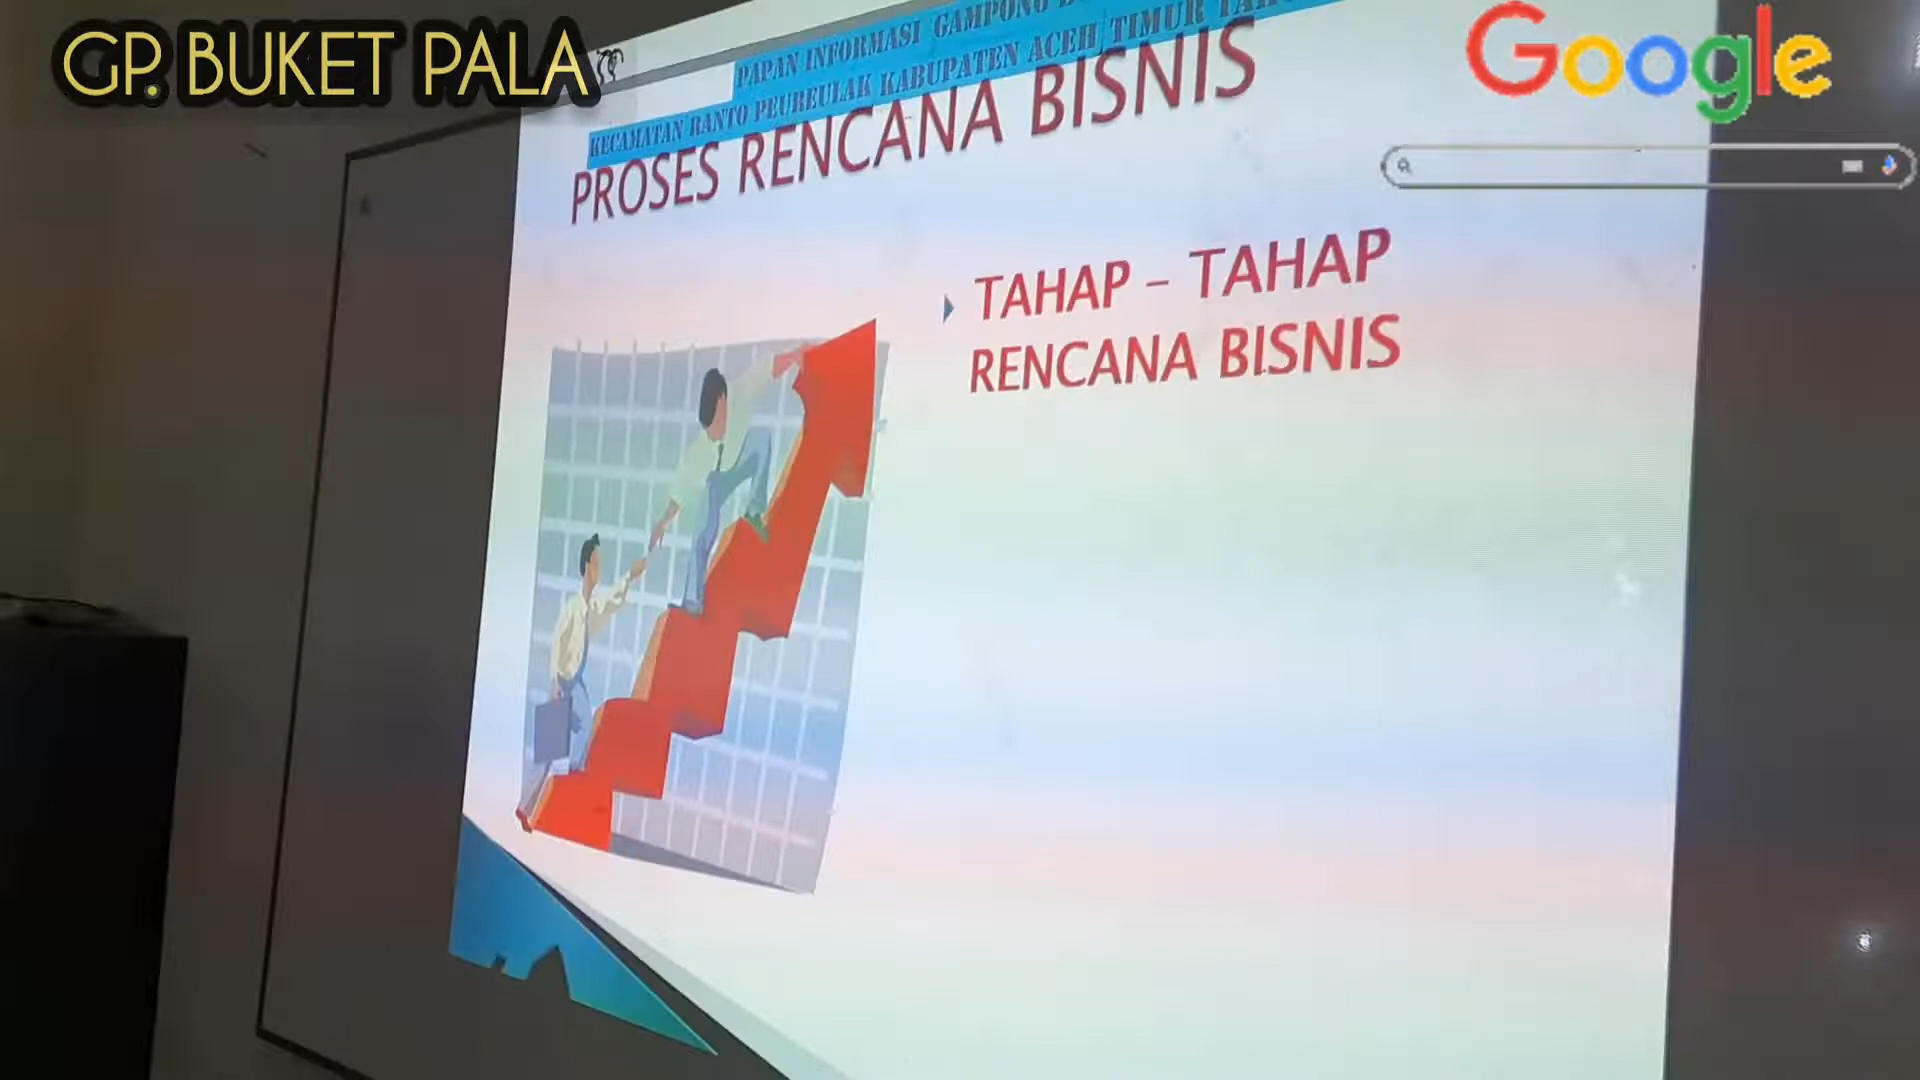 GP. BUKET PALA
Google
PAPAN INFORMASI GAMPONG
KECAMATAN RANTO PEUREULAK KABUPATEN ACEH TIMUR
PROSES RENCANA BISNIS
TAHAP – TAHAP
RENCANA BISNIS